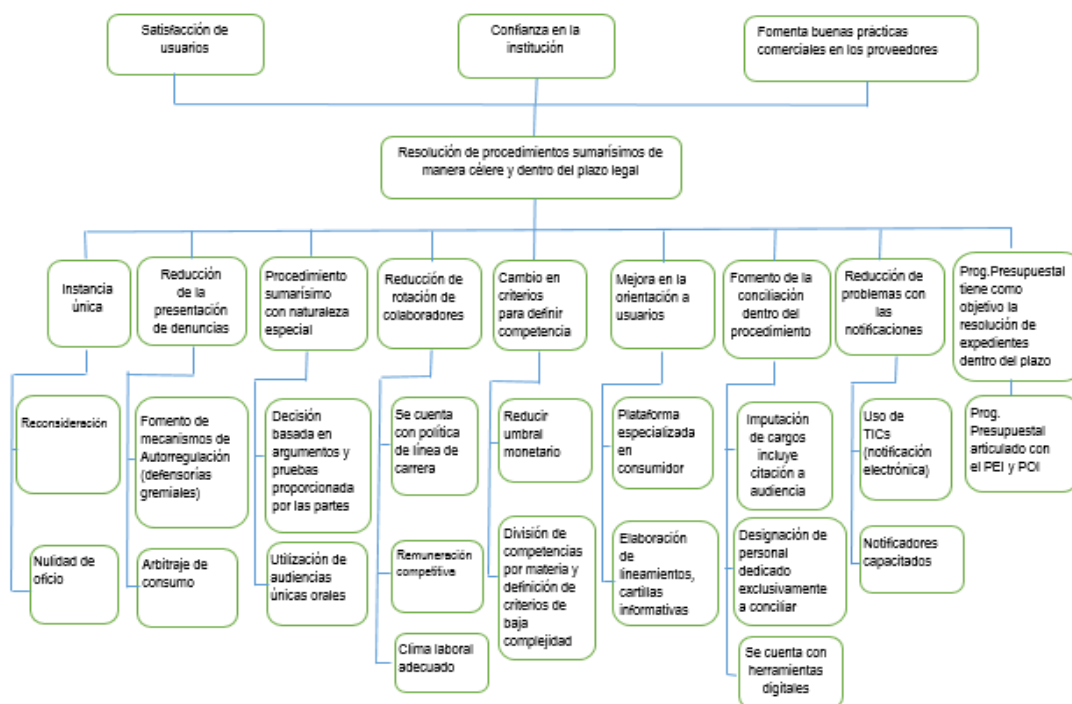 Satisfacción de
usuarios
Confianza en la
institución
Fomenta buenas prácticas
comerciales en los proveedores
Resolución de procedimientos sumarísimos de
manera célere y dentro del plazo legal
Instancia
única
Reducción
de la
presentación
de denuncias
Procedimiento
sumarísimo
con naturaleza
especial
Reducción de
rotación de
colaboradores
Cambio en
criterios
para definir
competencia
Mejora en la
orientación a
usuarios
Fomento de la
conciliación
dentro del
procedimiento
Reducción de
problemas con
las
notificaciones
Prog.Presupuestal
tiene como
objetivo la
resolución de
expedientes
dentro del plazo
Reconsideración
Fomento de
mecanismos de
Autorregulación
(defensorías
gremiales)
Decisión
basada en
argumentos y
pruebas
proporcionada
por las partes
Se cuenta
con política
de línea de
carrera
Reducir
umbral
monetario
Plataforma
especializada
en
consumidor
Imputación
de cargos
incluye
citación a
audiencia
Uso de
TICs
(notificación
electrónica)
Prog.
Presupuestal
articulado con
el PEI y POI
Nulidad de
oficio
Arbitraje de
consumo
Utilización de
audiencias
únicas orales
Remuneración
competitiva
División de
competencias
por materia y
definición de
criterios de
baja
complejidad
Elaboración
de
lineamientos,
cartillas
informativas
Designación de
personal
dedicado
exclusivamente
a conciliar
Notificadores
capacitados
Clima laboral
adecuado
Se cuenta con
herramientas
digitales